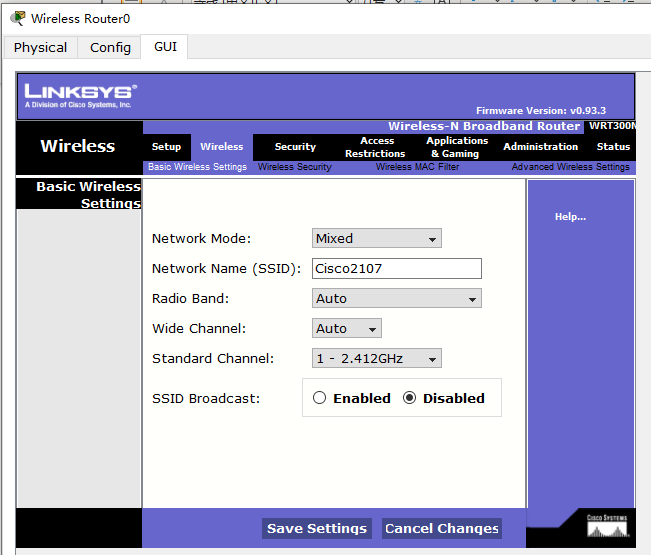 Wireless Router0
Physical Config GUI
LINKSYS®
A Division of Cisco Systems, Inc.
Firmware Version: v0.93.3
Wireless-N Broadband Router WRT300N
Wireless
Setup Wireless Security Access Restrictions Applications & Gaming Administration Status
Basic Wireless Settings Wireless Security Wireless MAC Filter Advanced Wireless Settings
Basic Wireless
Settings
Help...
Network Mode: Mixed
Network Name (SSID): Cisco2107
Radio Band: Auto
Wide Channel: Auto
Standard Channel: 1 - 2.412GHz
SSID Broadcast: Enabled Disabled
Save Settings Cancel Changes
CISCO SYSTEMS